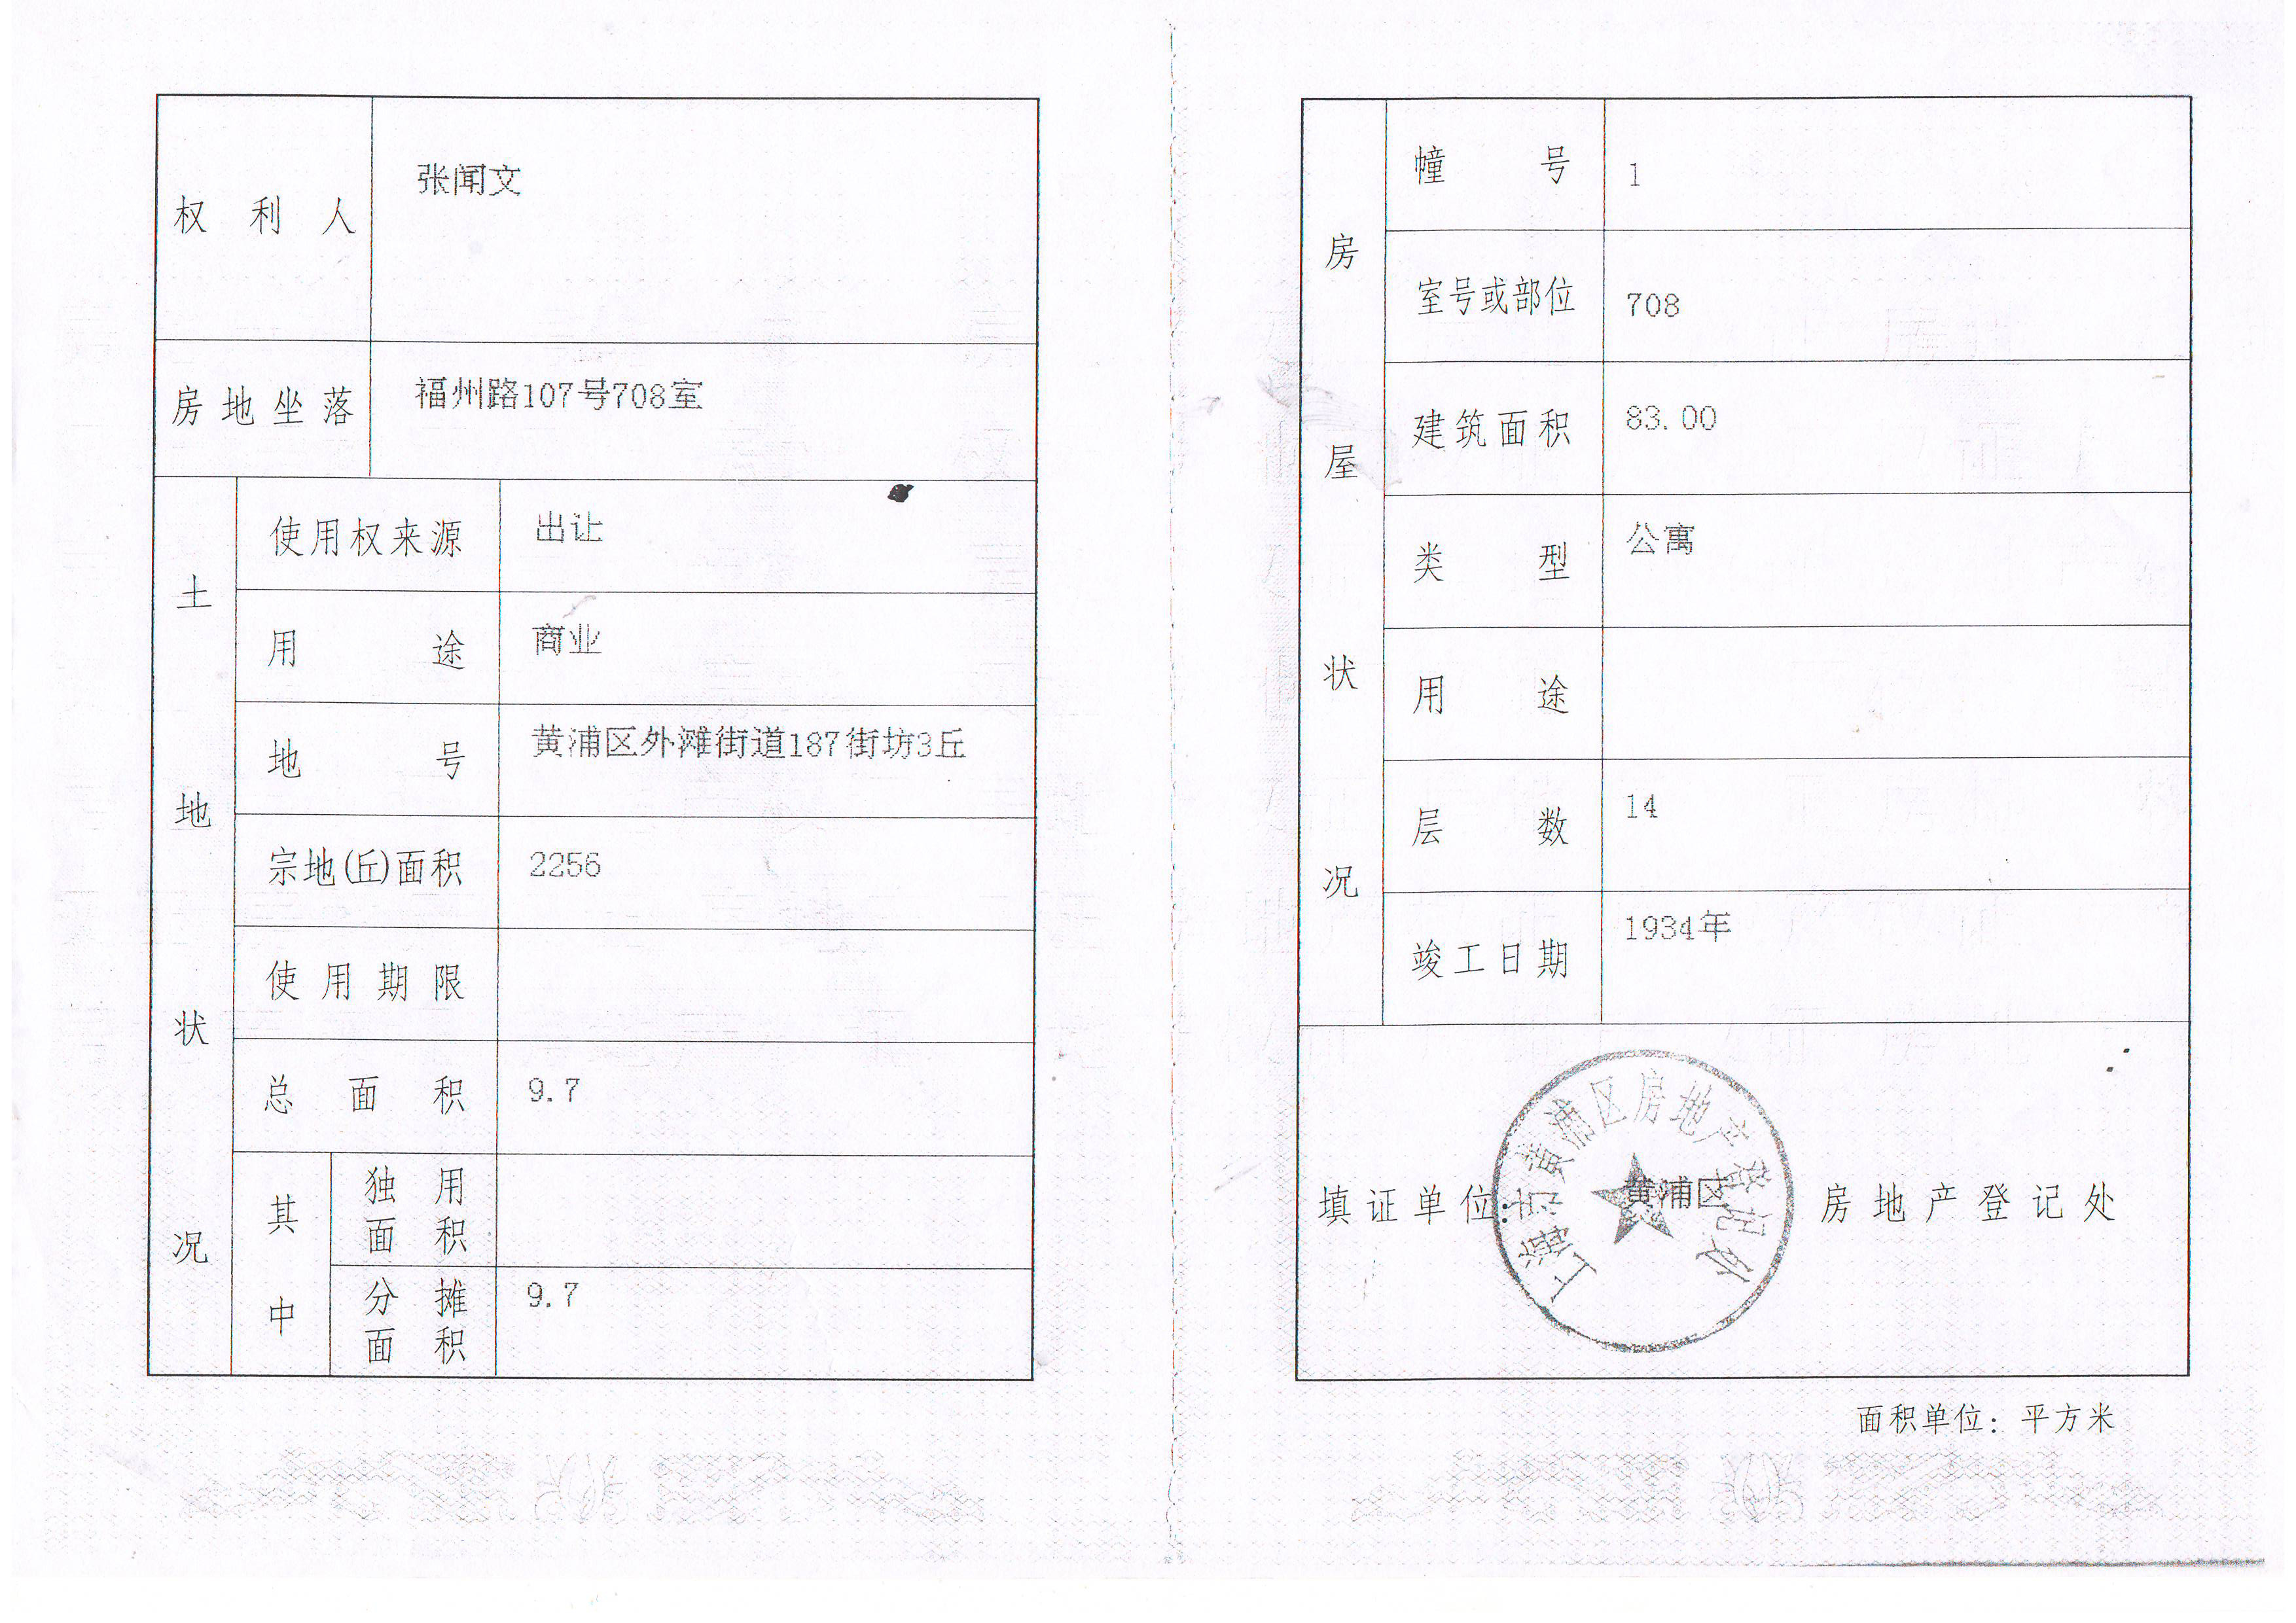 权利人 张闻文
房地坐落 福州路107号708室
土地状况
使用权来源 出让
用途 商业
地号 黄浦区外滩街道187街坊3丘
宗地(丘)面积 2256
使用期限
总面积 9.7
其中
独用面积
分摊面积 9.7
房屋状况
幢号 1
室号或部位 708
建筑面积 83.00
类型 公寓
用途
层数 14
竣工日期 1934年
填证单位: 黄浦区 房地产登记处
上海市黄浦区房地产登记处
面积单位: 平方米